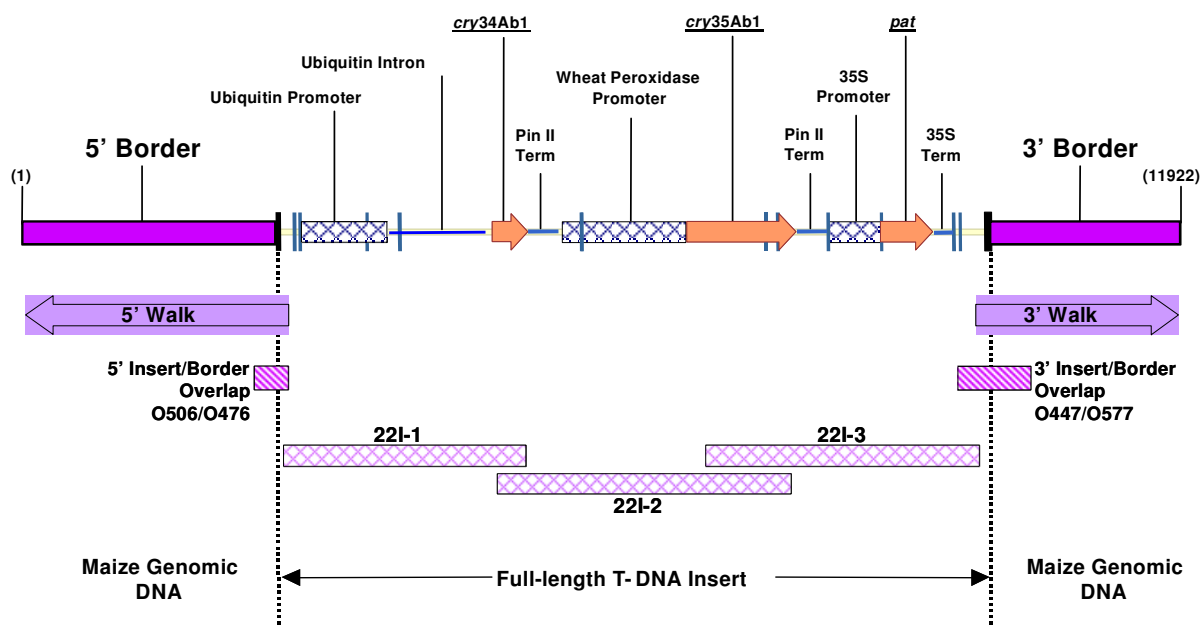 cry34Ab1
cry35Ab1
pat
Ubiquitin Intron
Ubiquitin Promoter
Wheat Peroxidase
Promoter
35S
Promoter
Pin II
Term
Pin II
Term
35S
Term
5’ Border
3’ Border
(1)
(11922)
5’ Walk
3’ Walk
5’ Insert/Border
Overlap
O506/O476
3’ Insert/Border
Overlap
O447/O577
22I-1
22I-3
22I-2
Maize Genomic
DNA
Full-length T- DNA Insert
Maize Genomic
DNA